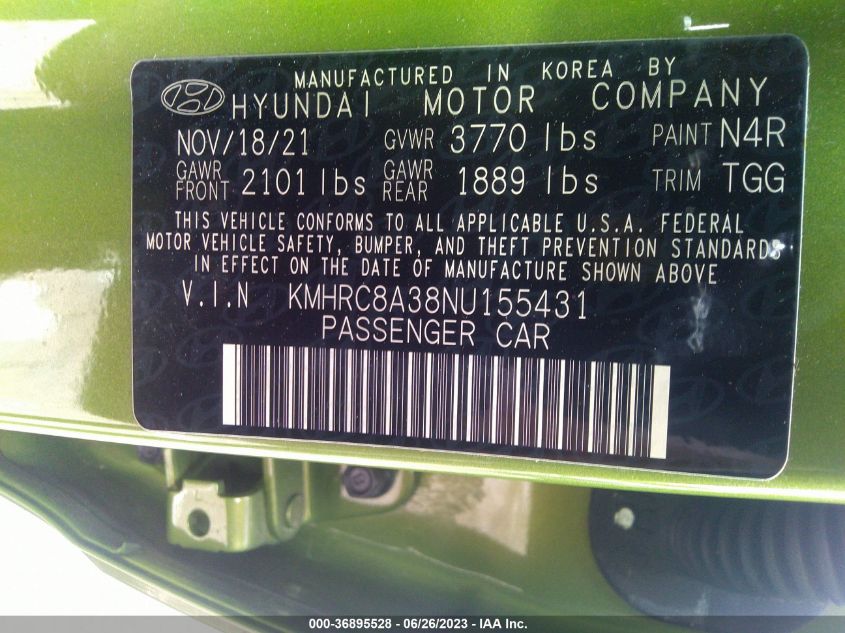 MANUFACTURED IN KOREA BY
HYUNDAI MOTOR COMPANY
NOV/18/21 GVWR 3770 lbs PAINT N4R
GAWR FRONT 2101 lbs GAWR REAR 1889 lbs TRIM TGG
THIS VEHICLE CONFORMS TO ALL APPLICABLE U.S.A. FEDERAL
MOTOR VEHICLE SAFETY, BUMPER, AND THEFT PREVENTION STANDARDS
IN EFFECT ON THE DATE OF MANUFACTURE SHOWN ABOVE
V.I.N KMHRC8A38NU155431
PASSENGER CAR
000-36895528 - 06/26/2023 - IAA Inc.